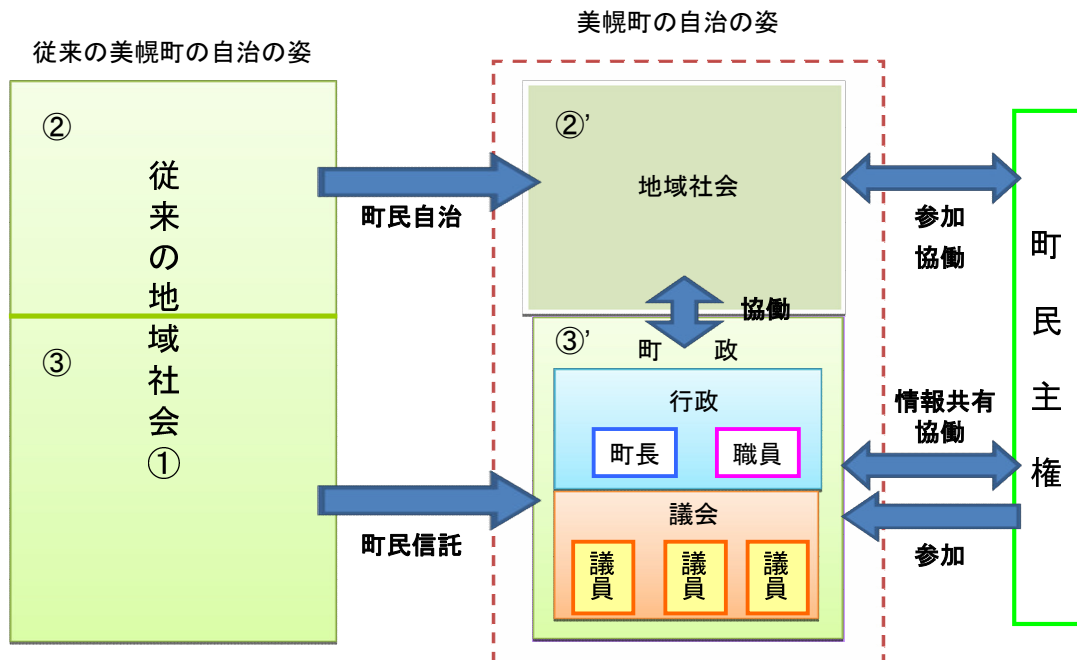 美幌町の自治の姿
従来の美幌町の自治の姿
②
従来の地域社会①
③
町民自治
町民信託
②’
地域社会
協働
③’
町 政
行政
町長
職員
議会
議員
議員
議員
参加
協働
情報共有
協働
参加
町民主権